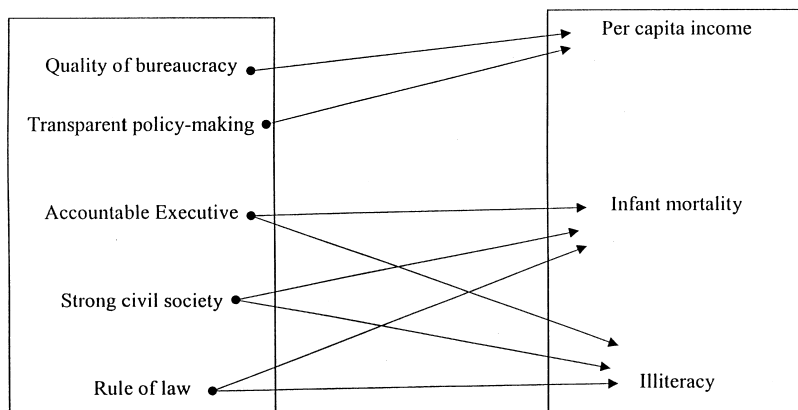 Quality of bureaucracy
Transparent policy-making
Accountable Executive
Strong civil society
Rule of law
Per capita income
Infant mortality
Illiteracy